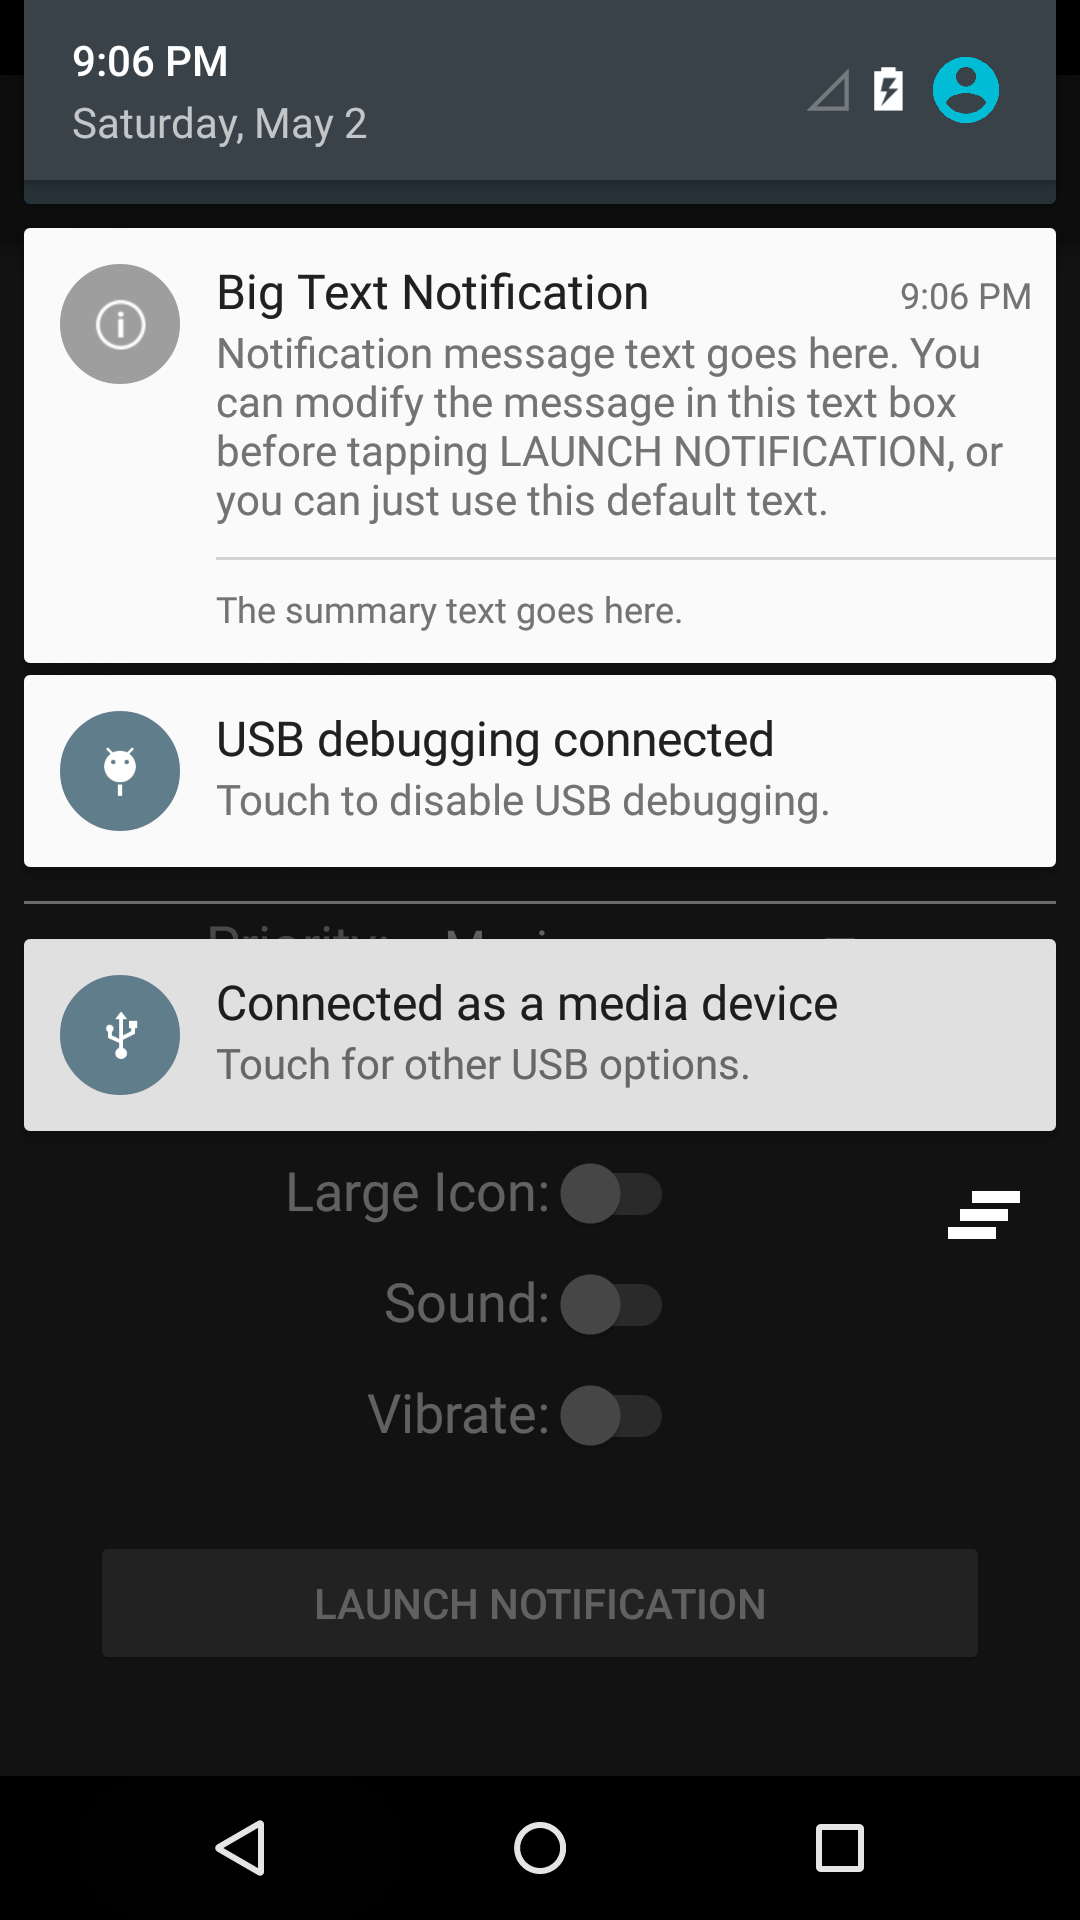 9:06 PM
Saturday, May 2
Big Text Notification
9:06 PM
Notification message text goes here. You
can modify the message in this text box
before tapping LAUNCH NOTIFICATION, or
you can just use this default text.
The summary text goes here.
USB debugging connected
Touch to disable USB debugging.
Priority:
Connected as a media device
Touch for other USB options.
Large Icon:
Sound:
Vibrate:
LAUNCH NOTIFICATION